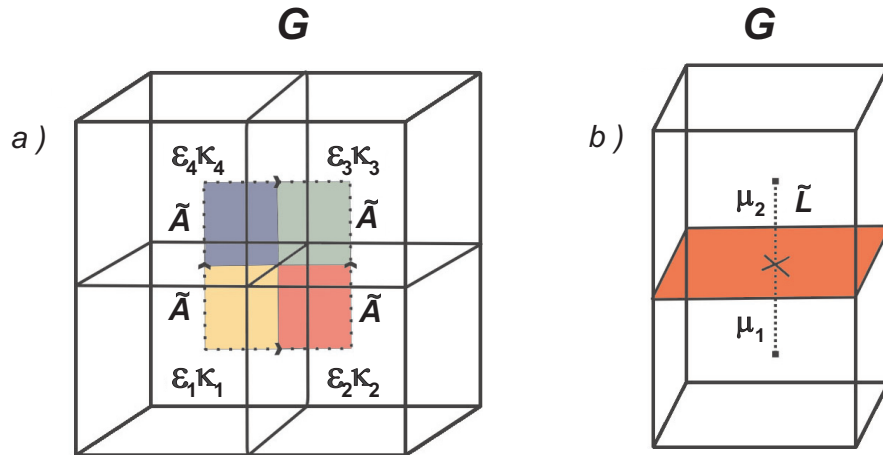 G
G
a )
ε₄κ₄
ε₃κ₃
Ã
Ã
Ã
Ã
ε₁κ₁
ε₂κ₂
b )
μ₂
L̃
μ₁